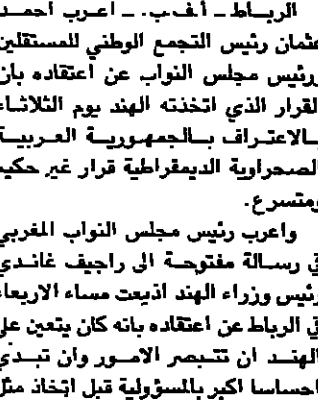 الرباط - أ.ف.ب. - اعرب احمد
عثمان رئيس التجمع الوطني للمستقلين
ورئيس مجلس النواب عن اعتقاده بان
القرار الذي اتخذته الهند يوم الثلاثاء
بالاعتراف بالجمهورية العربية
الصحراوية الديمقراطية قرار غير حكيم
ومتسرع.
واعرب رئيس مجلس النواب المغربي
في رسالة مفتوحة الى راجيف غاندي
رئيس وزراء الهند اذيعت مساء الاربعاء
في الرباط عن اعتقاده بانه كان يتعين على
الهند ان تتبصر الامور وان تبدي
احساسا اكبر بالمسؤولية قبل اتخاذ مثل